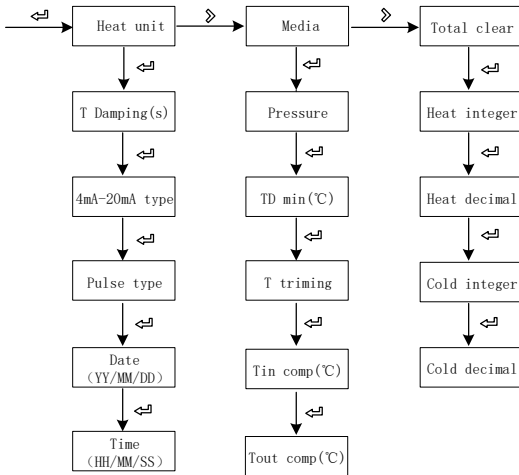 Heat unit
Media
Total clear
T Damping(s)
Pressure
Heat integer
4mA-20mA type
TD min(℃)
Heat decimal
Pulse type
T triming
Cold integer
Date
(YY/MM/DD)
Tin comp(℃)
Cold decimal
Time
(HH/MM/SS)
Tout comp(℃)